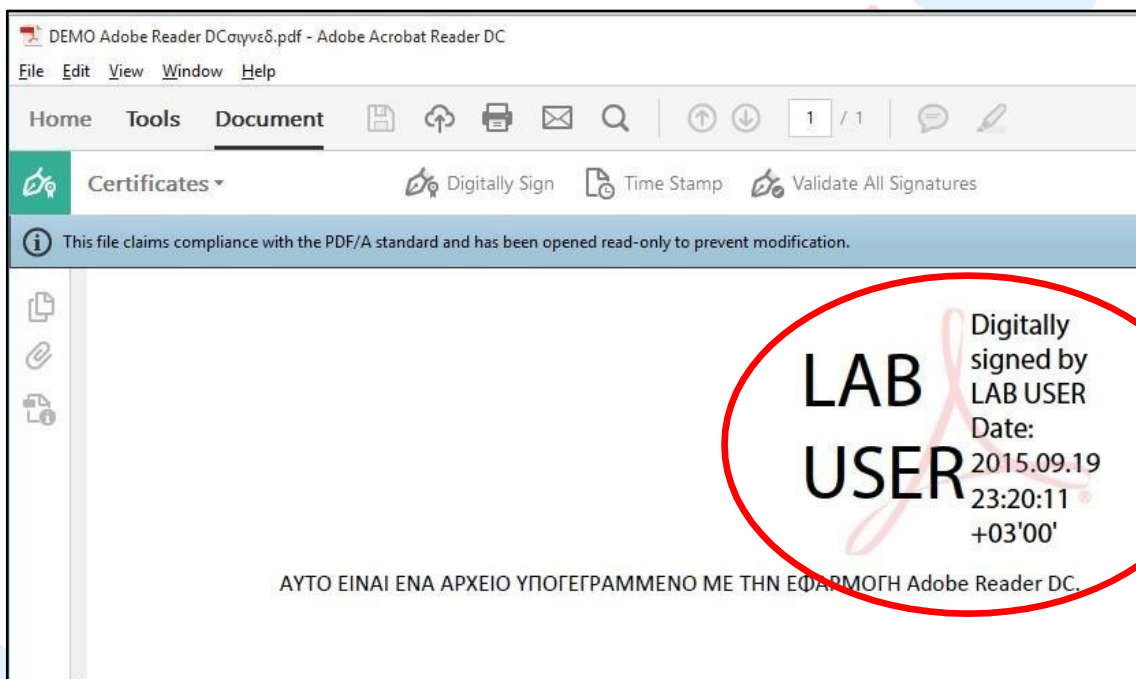 DEMO Adobe Reader DCσιγνεδ.pdf - Adobe Acrobat Reader DC
File Edit View Window Help
Home Tools Document 1 / 1
Certificates Digitally Sign Time Stamp Validate All Signatures
This file claims compliance with the PDF/A standard and has been opened read-only to prevent modification.
LAB
USER
Digitally
signed by
LAB USER
Date:
2015.09.19
23:20:11
+03'00'
ΑΥΤΟ ΕΙΝΑΙ ΕΝΑ ΑΡΧΕΙΟ ΥΠΟΓΕΓΡΑΜΜΕΝΟ ΜΕ ΤΗΝ ΕΦΑΡΜΟΓΗ Adobe Reader DC.